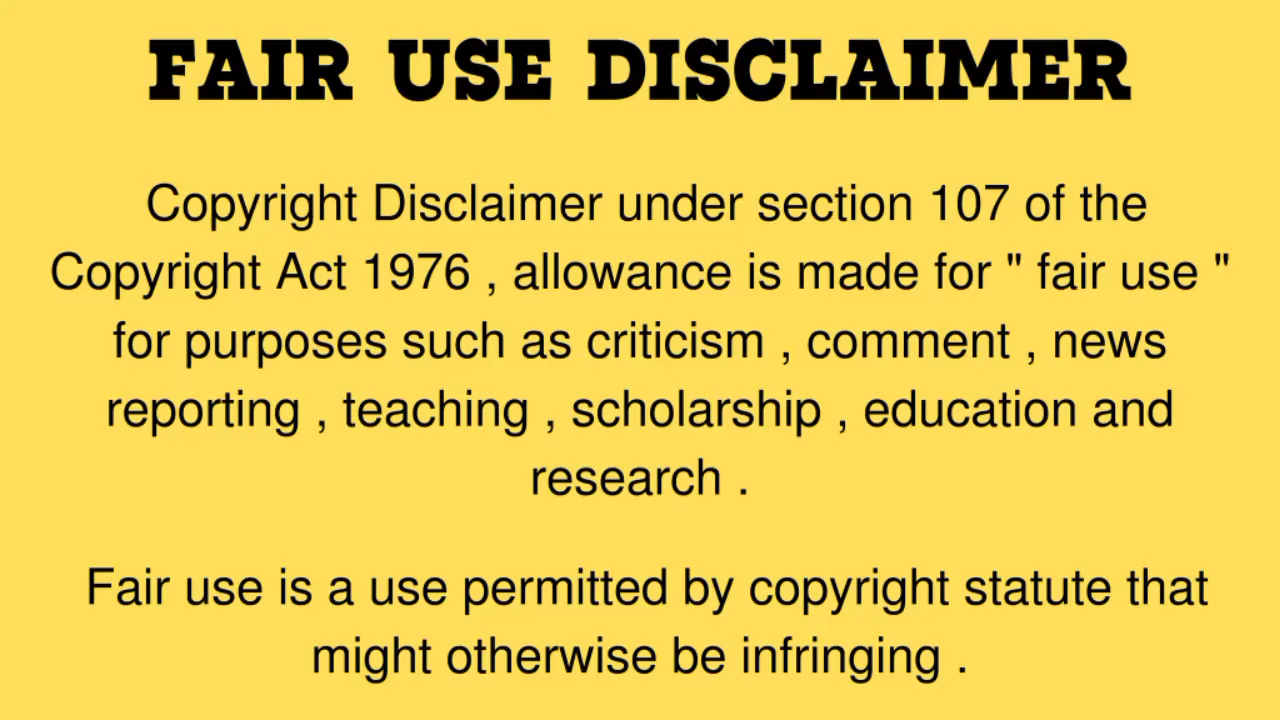 FAIR USE DISCLAIMER
Copyright Disclaimer under section 107 of the
Copyright Act 1976 , allowance is made for " fair use "
for purposes such as criticism , comment , news
reporting , teaching , scholarship , education and
research .
Fair use is a use permitted by copyright statute that
might otherwise be infringing .